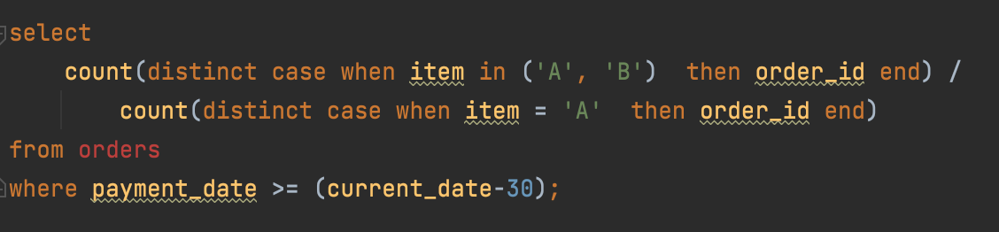 select
count(distinct case when item in ('A', 'B')  then order_id end) /
count(distinct case when item = 'A'  then order_id end)
from orders
where payment_date >= (current_date-30);